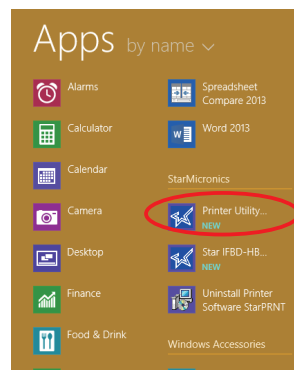 Apps by name
Alarms
Calculator
Calendar
Camera
Desktop
Finance
Food & Drink
Spreadsheet
Compare 2013
Word 2013
StarMicronics
Printer Utility...
NEW
Star IFBD-HB...
NEW
Uninstall Printer
Software StarPRNT
Windows Accessories